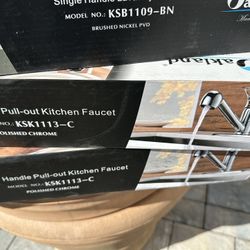 Single Handle
MODEL NO.: KSB1109-BN
BRUSHED NICKEL PVD
Pull-out Kitchen Faucet
NO.: KSK1113-C
POLISHED CHROME
akland
Handle Pull-out Kitchen Faucet
MODEL NO.: KSK1113-C
POLISHED CHROME